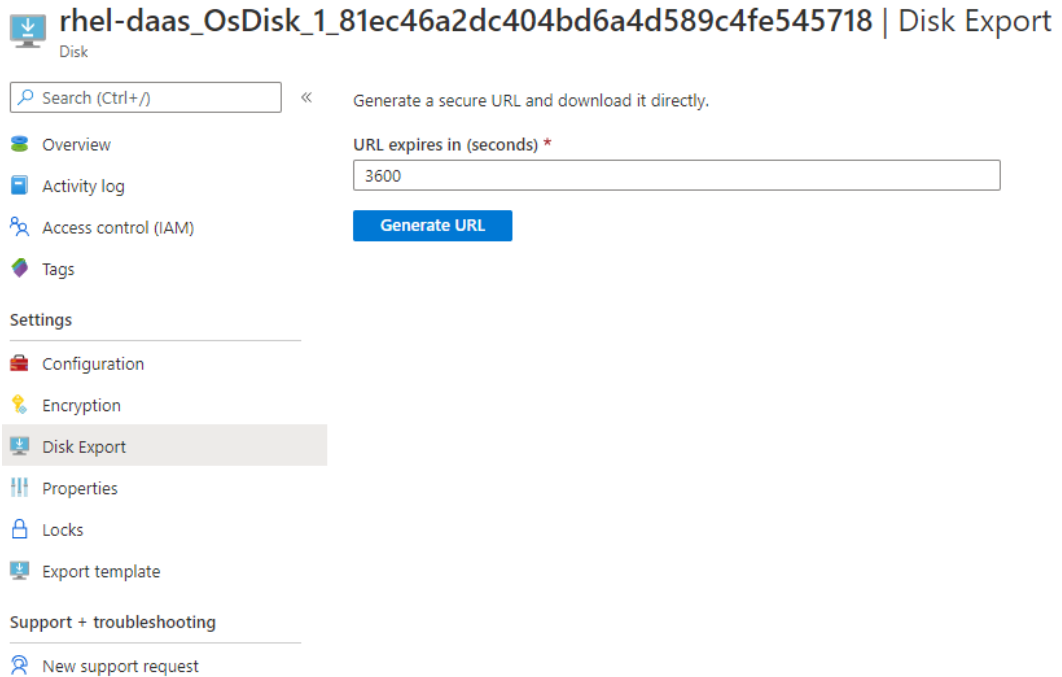 rhel-daas_OsDisk_1_81ec46a2dc404bd6a4d589c4fe545718 | Disk Export
Disk
Search (Ctrl+/)
«
Overview
Activity log
Access control (IAM)
Tags
Settings
Configuration
Encryption
Disk Export
Properties
Locks
Export template
Support + troubleshooting
New support request
Generate a secure URL and download it directly.
URL expires in (seconds) *
3600
Generate URL